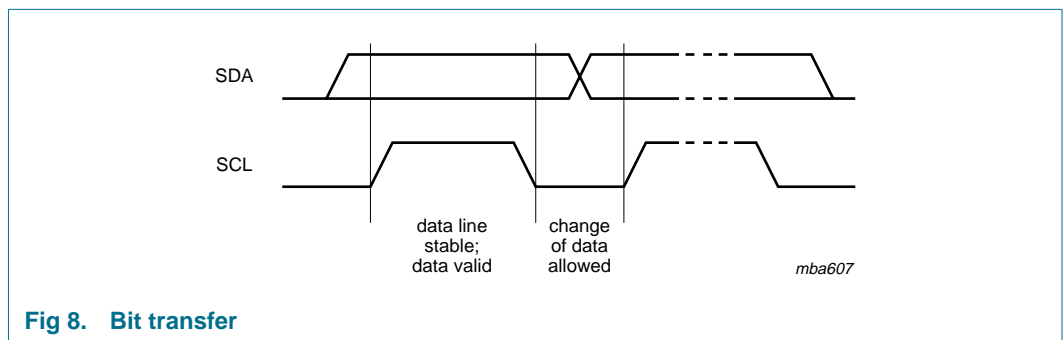 SDA
SCL
data line
stable;
data valid
change
of data
allowed
mba607
Fig 8. Bit transfer